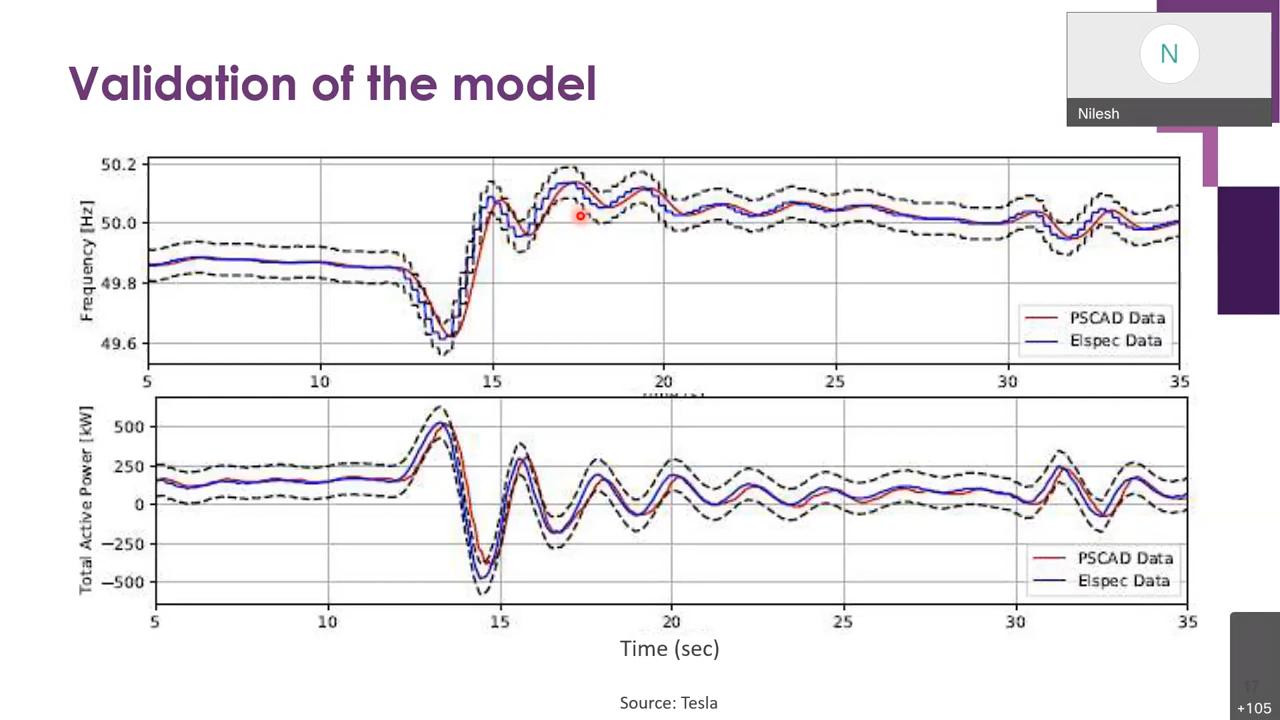 Validation of the model
N
Nilesh
50.2
50.0
49.8
49.6
Frequency [Hz]
PSCAD Data
Elspec Data
5 10 15 20 25 30 35
500
250
0
−250
−500
Total Active Power [kW]
PSCAD Data
Elspec Data
5 10 15 20 25 30 35
Time (sec)
Source: Tesla
17
+105